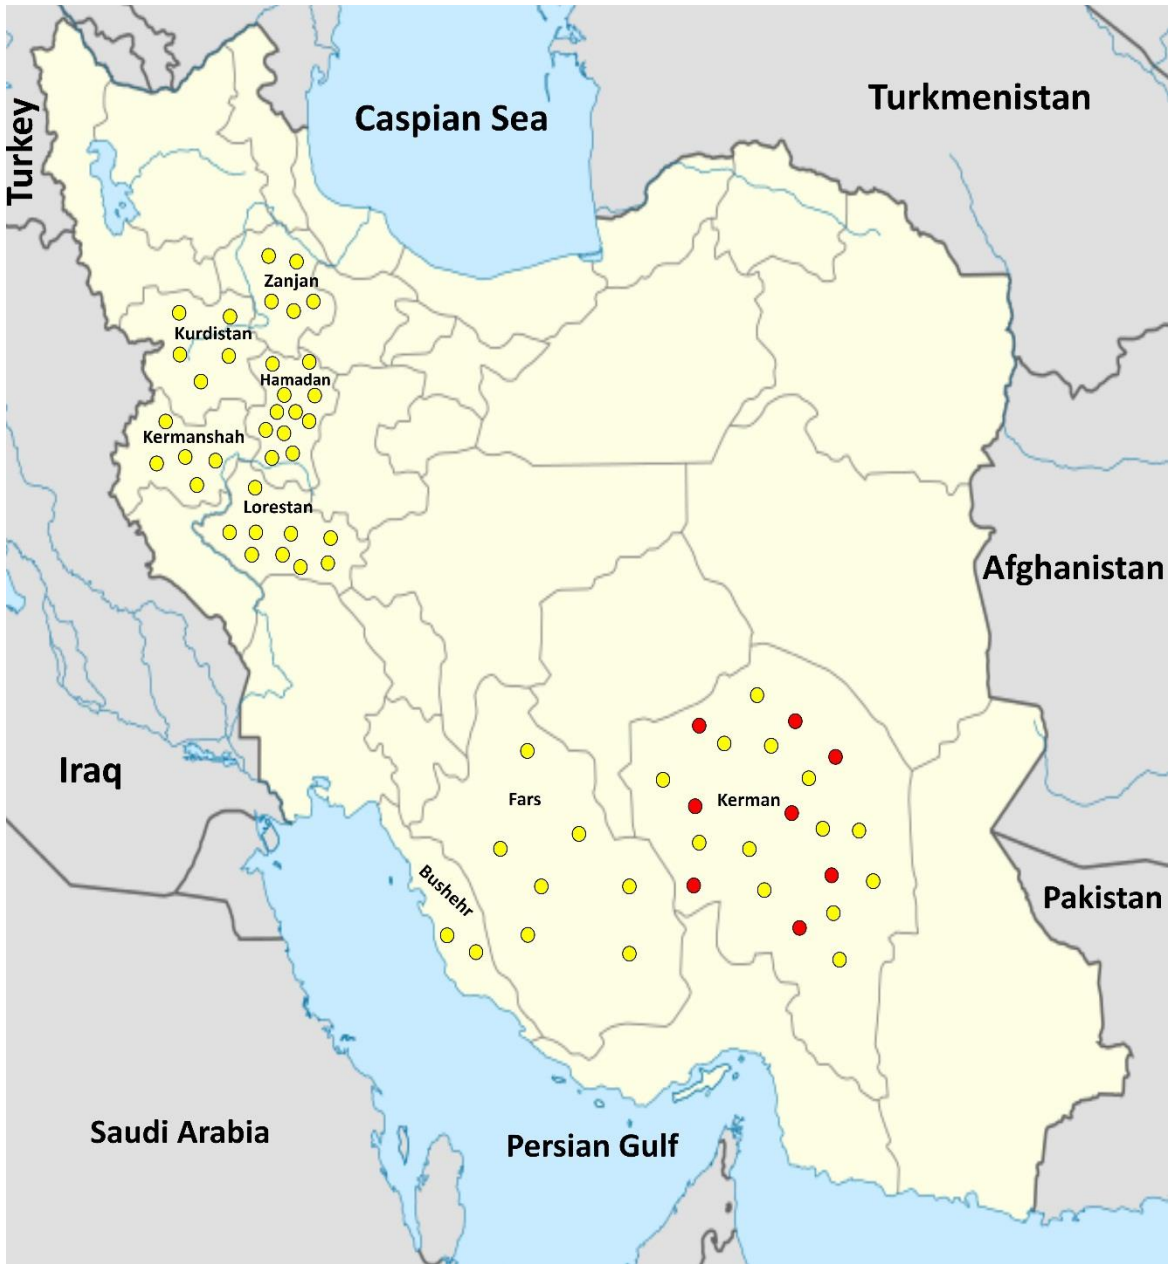 Turkmenistan
Caspian Sea
Turkey
Zanjan
Kurdistan
Hamadan
Kermanshah
Lorestan
Afghanistan
Iraq
Fars
Kerman
Bushehr
Pakistan
Saudi Arabia
Persian Gulf